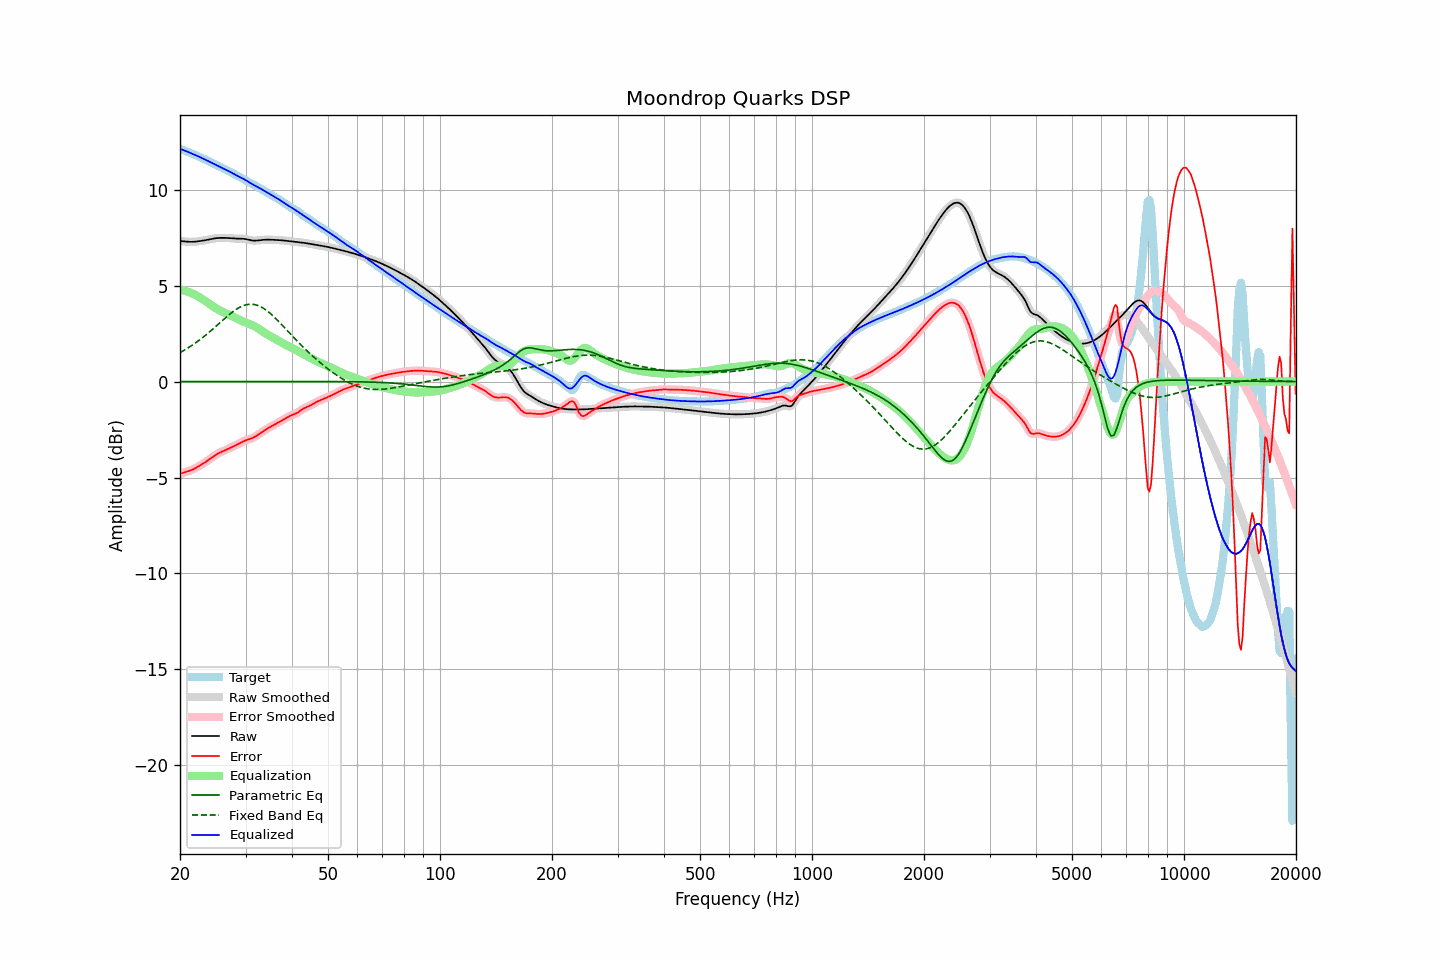 Moondrop Quarks DSP
Amplitude (dBr)
10
5
0
−5
−10
−15
−20
Target
Raw Smoothed
Error Smoothed
Raw
Error
Equalization
Parametric Eq
Fixed Band Eq
Equalized
20 50 100 200 500 1000 2000 5000 10000 20000
Frequency (Hz)